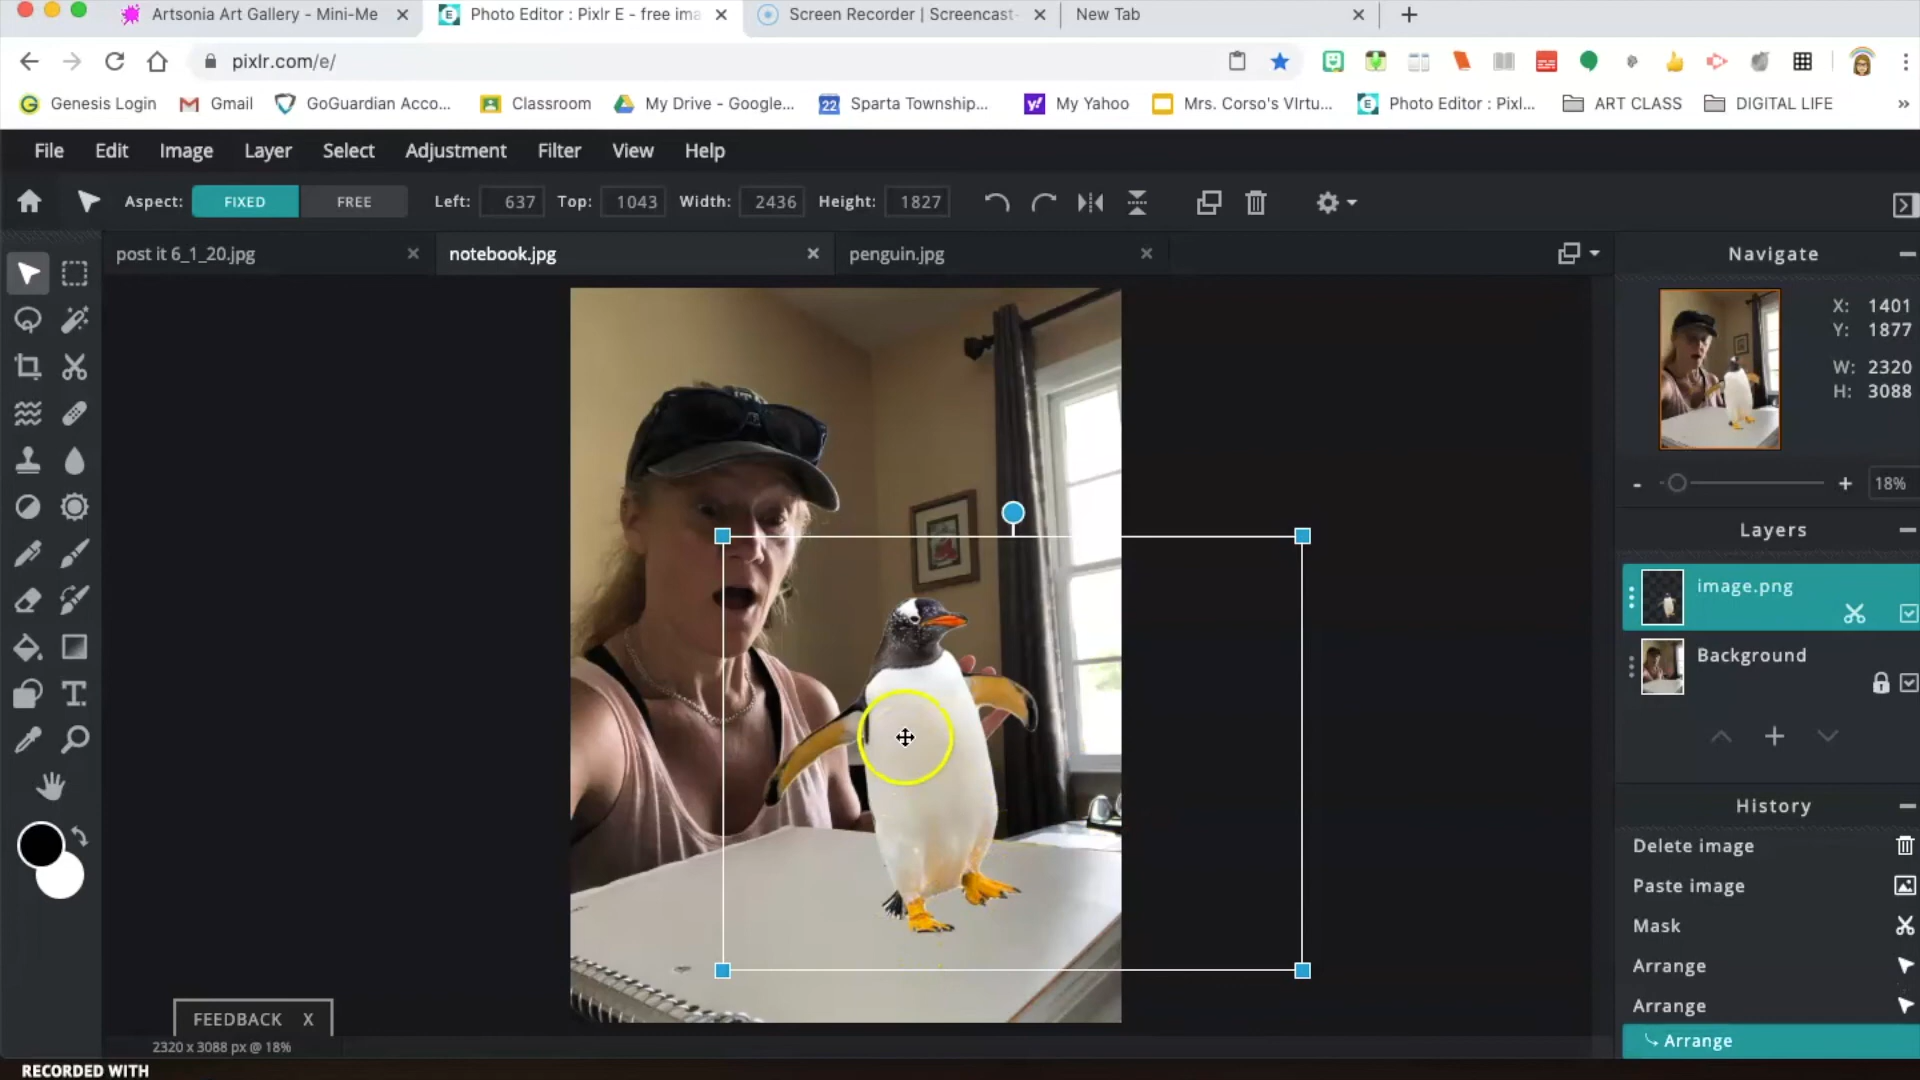 Artsonia Art Gallery - Mini-Me
Photo Editor : Pixlr E - free ima
Screen Recorder | Screencast-
New Tab
pixlr.com/e/
Genesis Login
Gmail
GoGuardian Acco...
Classroom
My Drive - Google...
22
Sparta Township...
My Yahoo
Mrs. Corso's VIrtu...
Photo Editor : Pixl...
ART CLASS
DIGITAL LIFE
»
File Edit Image Layer Select Adjustment Filter View Help
Aspect: FIXED FREE Left: 637 Top: 1043 Width: 2436 Height: 1827
post it 6_1_20.jpg
notebook.jpg
penguin.jpg
Navigate
X: 1401
Y: 1877
W: 2320
H: 3088
- + 18%
Layers
image.png
Background
History
Delete image
Paste image
Mask
Arrange
Arrange
Arrange
FEEDBACK X
2320 x 3088 px @ 18%
RECORDED WITH